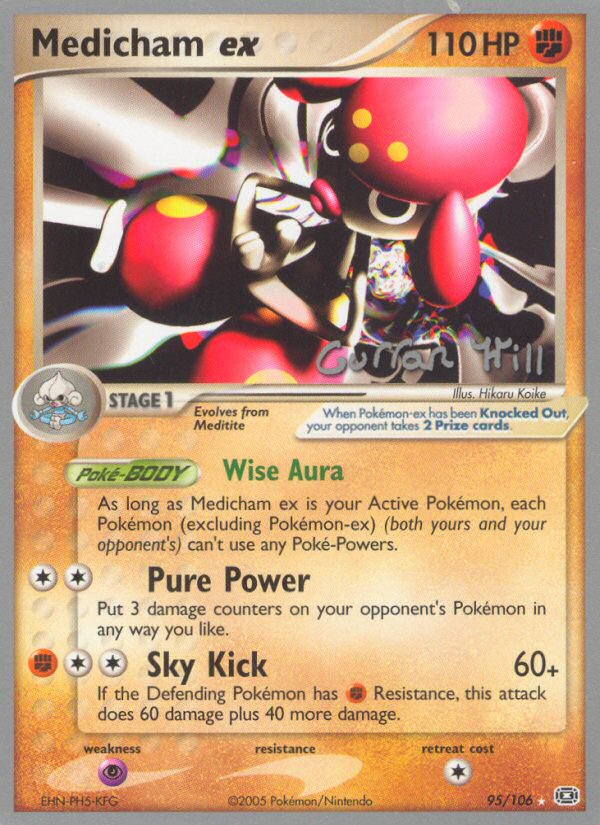 Medicham ex 110 HP
Curran Hill
Illus. Hikaru Koike
STAGE 1
Evolves from
Meditite
When Pokémon-ex has been Knocked Out,
your opponent takes 2 Prize cards.
Poké-BODY Wise Aura
As long as Medicham ex is your Active Pokémon, each
Pokémon (excluding Pokémon-ex) (both yours and your
opponent's) can't use any Poké-Powers.
Pure Power
Put 3 damage counters on your opponent's Pokémon in
any way you like.
Sky Kick 60+
If the Defending Pokémon has Resistance, this attack
does 60 damage plus 40 more damage.
weakness resistance retreat cost
EHN-PH5-KFG ©2005 Pokémon/Nintendo 95/106